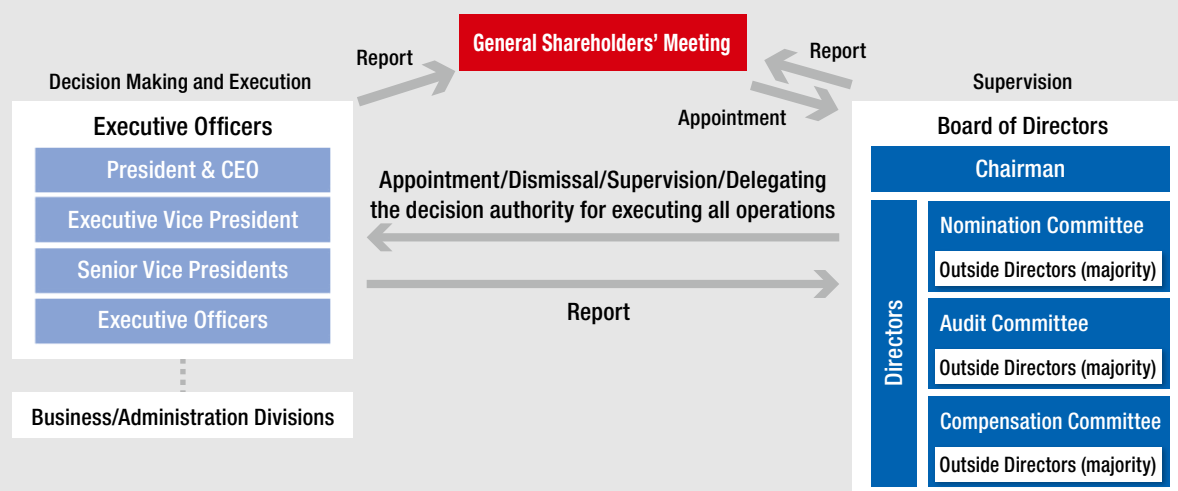 General Shareholders' Meeting
Report
Report
Appointment
Decision Making and Execution
Executive Officers
President & CEO
Executive Vice President
Senior Vice Presidents
Executive Officers
Business/Administration Divisions
Appointment/Dismissal/Supervision/Delegating
the decision authority for executing all operations
Report
Supervision
Board of Directors
Chairman
Directors
Nomination Committee
Outside Directors (majority)
Audit Committee
Outside Directors (majority)
Compensation Committee
Outside Directors (majority)